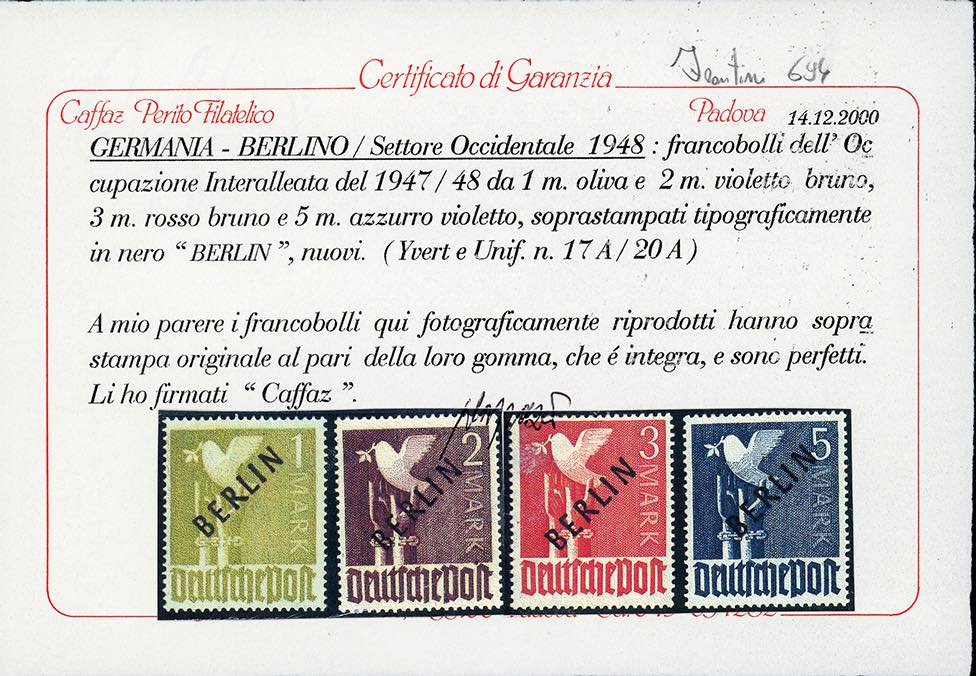 Certificato di Garanzia
694
Caffaz Perito Filatelico
Padova 14.12.2000
GERMANIA - BERLINO / Settore Occidentale 1948 : francobolli dell' Oc
cupazione Interalleata del 1947 / 48 da 1 m. oliva e 2 m. violetto bruno,
3 m. rosso bruno e 5 m. azzurro violetto, soprastampati tipograficamente
in nero " BERLIN ", nuovi. ( Yvert e Unif. n. 17 A / 20 A )
A mio parere i francobolli qui fotograficamente riprodotti hanno sopra
stampa originale al pari della loro gomma, che é integra, e sono perfetti.
Li ho firmati " Caffaz ".
1 MARK
BERLIN
Deutsche Post
2 MARK
BERLIN
Deutsche Post
3 MARK
BERLIN
Deutsche Post
5 MARK
BERLIN
Deutsche Post